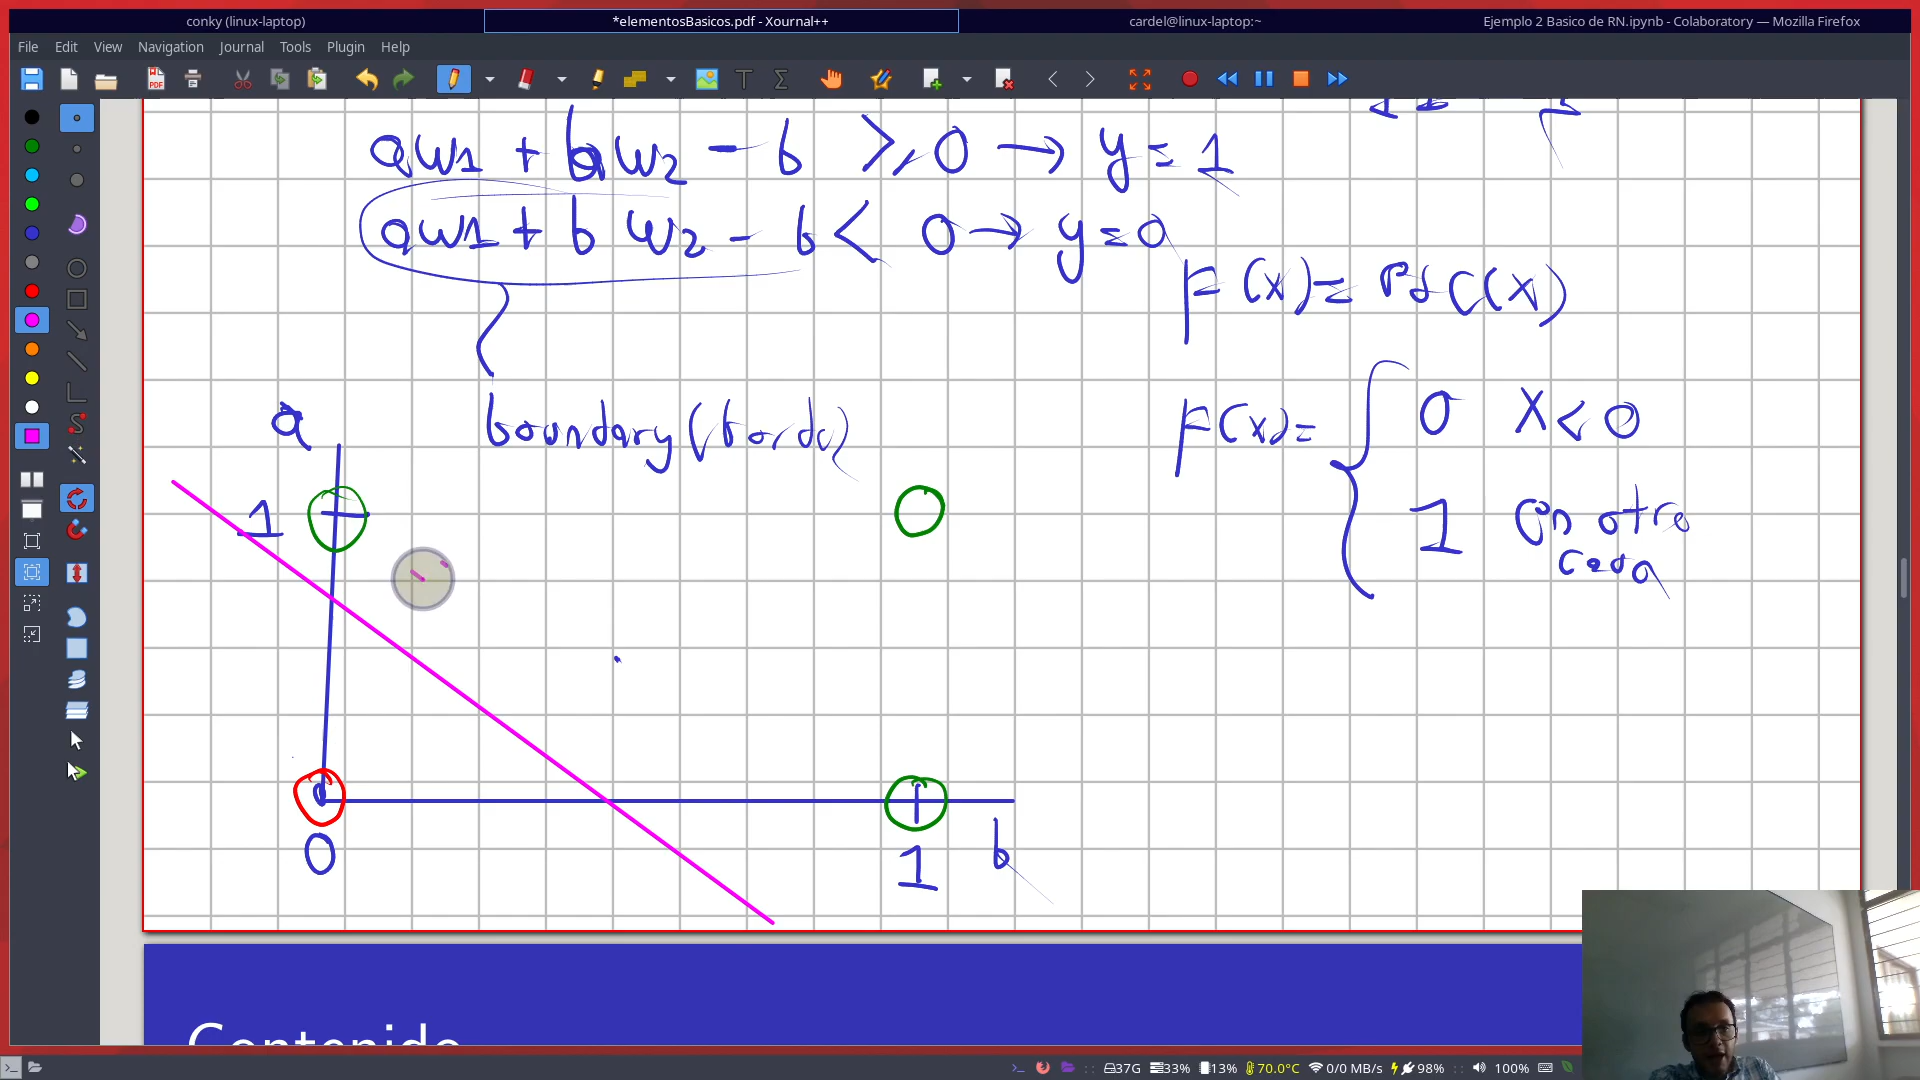 conky (linux-laptop)
*elementosBasicos.pdf - Xournal++
cardel@linux-laptop:~
Ejemplo 2 Basico de RN.ipynb - Colaboratory — Mozilla Firefox
File Edit View Navigation Journal Tools Plugin Help
aw1 + bw2 - b >, 0 → y = 1
aw1 + b w2 - b < 0 → y = 0
F(x) =
a
boundary (borde)
F(x) = { 0 x < 0
1
1 en otro
caso
0
1
b
Contenido
37G 33% 13% 70.0°C 0/0 MB/s 98% 100%